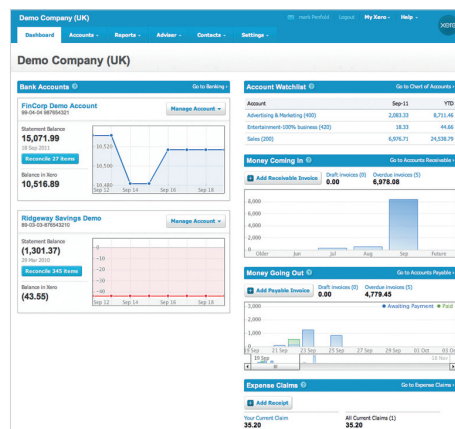 Demo Company (UK)
mark Penfold Logout My Xero Help
xero
Dashboard Accounts Reports Adviser Contacts Settings
Demo Company (UK)
Bank Accounts Go to Banking ›
FinCorp Demo Account
99-04-04 987654321
Manage Account
Statement Balance
15,071.99
18 Sep 2011
Reconcile 27 items
Balance in Xero
10,516.89
10,520
10,500
10,480
Sep 12 Sep 14 Sep 16 Sep 18
Ridgeway Savings Demo
89-03-03-876543210
Manage Account
Statement Balance
(1,301.37)
29 Mar 2010
Reconcile 345 items
Balance in Xero
(43.55)
0
-10
-20
-30
-40
Sep 12 Sep 14 Sep 16 Sep 18
Account Watchlist Go to Chart of Accounts ›
Account Sep-11 YTD
Advertising & Marketing (400) 2,083.33 8,711.46
Entertainment-100% business (420) 18.33 44.66
Sales (200) 6,976.71 24,538.79
Money Coming In Go to Accounts Receivable ›
Add Receivable Invoice
Draft invoices (0) Overdue invoices (5)
0.00 6,978.08
8,000
6,000
4,000
2,000
0
Older Jun Jul Aug Sep Future
Money Going Out Go to Accounts Payable ›
Add Payable Invoice
Draft invoices (0) Overdue invoices (5)
0.00 4,779.45
3,000
Awaiting Payment Paid
2,000
1,000
0
19 Sep 21 Sep 23 Sep 25 Sep 27 Sep 29 Sep 01 Oct 03 Oc
19 Sep 18 Nov
Expense Claims Go to Expense Claims ›
Add Receipt
Your Current Claim All Current Claims (1)
35.20 35.20